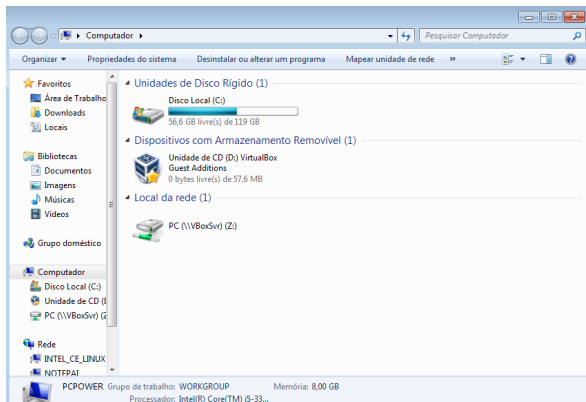 Computador
Pesquisar Computador
Organizar Propriedades do sistema Desinstalar ou alterar um programa Mapear unidade de rede »
Favoritos
Área de Trabalho
Downloads
Locais
Bibliotecas
Documentos
Imagens
Músicas
Vídeos
Grupo doméstico
Computador
Disco Local (C:)
Unidade de CD (D
PC (\\VBoxSvr) (Z
Rede
INTEL_CE_LINUX
NOTEPAI
Unidades de Disco Rígido (1)
Disco Local (C:)
56,6 GB livre(s) de 119 GB
Dispositivos com Armazenamento Removível (1)
Unidade de CD (D:) VirtualBox
Guest Additions
0 bytes livre(s) de 57,6 MB
Local da rede (1)
PC (\\VBoxSvr) (Z:)
PCPOWER Grupo de trabalho: WORKGROUP Memória: 8,00 GB
Processador: Intel(R) Core(TM) i5-33...